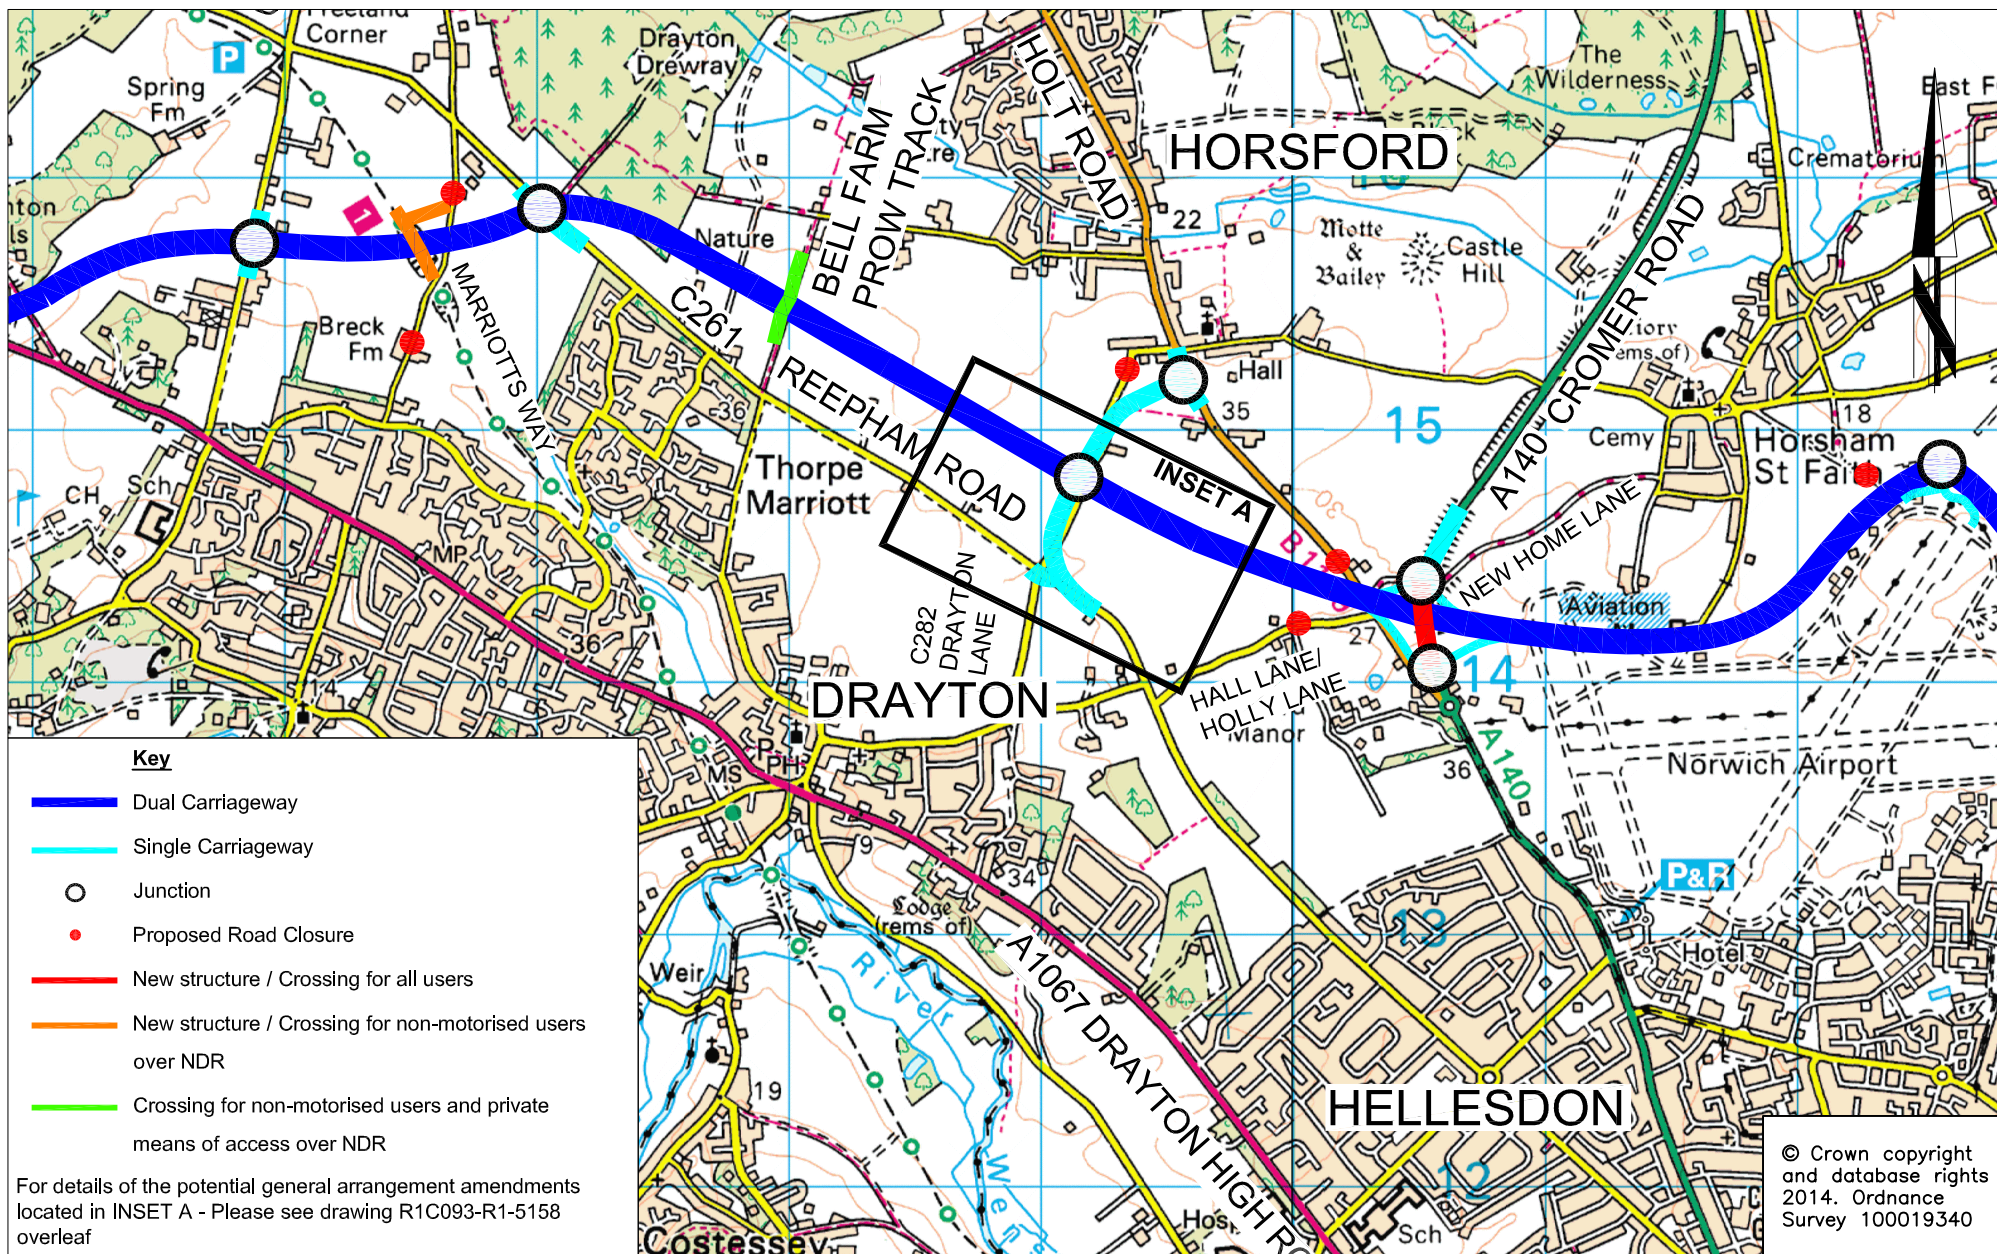 Freeland
Corner
Drayton
Drewray
The
Wilderness
P
Spring
Fm
BELL FARM
PROW TRACK
HOLT ROAD
HORSFORD
Crematorium
1
Nature
22
Motte
&
Bailey
Castle
Hill
A140 CROMER ROAD
MARRIOTTS WAY
C261
REEPHAM ROAD
Breck
Fm
Hall
36
35
15
18
Cemy
Horsham
St Faith
CH
Sch
Thorpe
Marriott
INSET A
30
NEW HOME LANE
MP
Aviation
C282
DRAYTON
LANE
27
36
14
14
HALL LANE/
HOLLY LANE
Manor
DRAYTON
MS
PH
36
A140
Norwich Airport
9
34
P&R
Lodge
(rems of)
13
Hotel
Weir
River
A1067 DRAYTON HIGH RO
19
HELLESDON
Wens
12
Sch
Costessey
Key
Dual Carriageway
Single Carriageway
Junction
Proposed Road Closure
New structure / Crossing for all users
New structure / Crossing for non-motorised users
over NDR
Crossing for non-motorised users and private
means of access over NDR
For details of the potential general arrangement amendments
located in INSET A - Please see drawing R1C093-R1-5158
overleaf
© Crown copyright
and database rights
2014. Ordnance
Survey 100019340